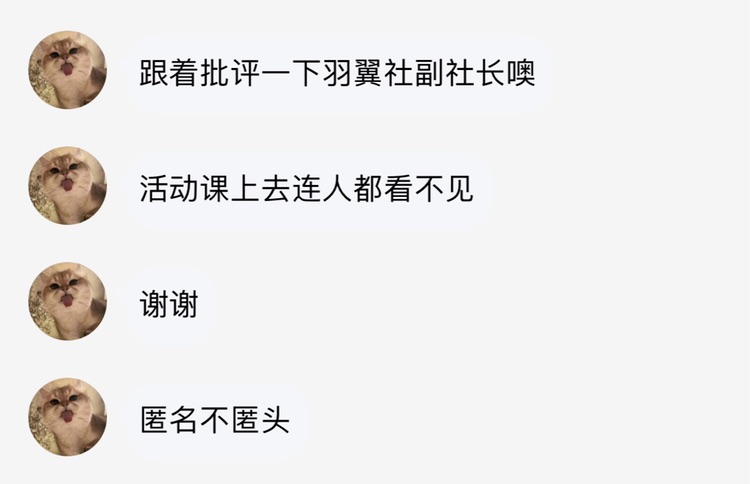 跟着批评一下羽翼社副社长噢
活动课上去连人都看不见
谢谢
匿名不匿头